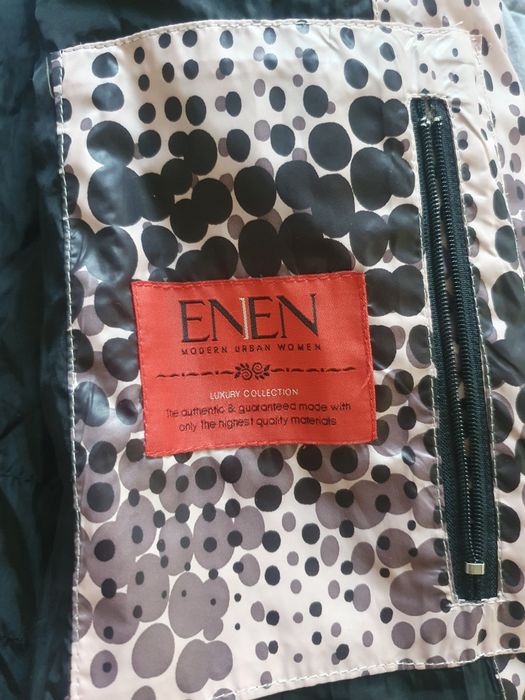 ENEN
MODERN URBAN WOMEN
LUXURY COLLECTION
The authentic & guaranteed made with
only the highest quality materials